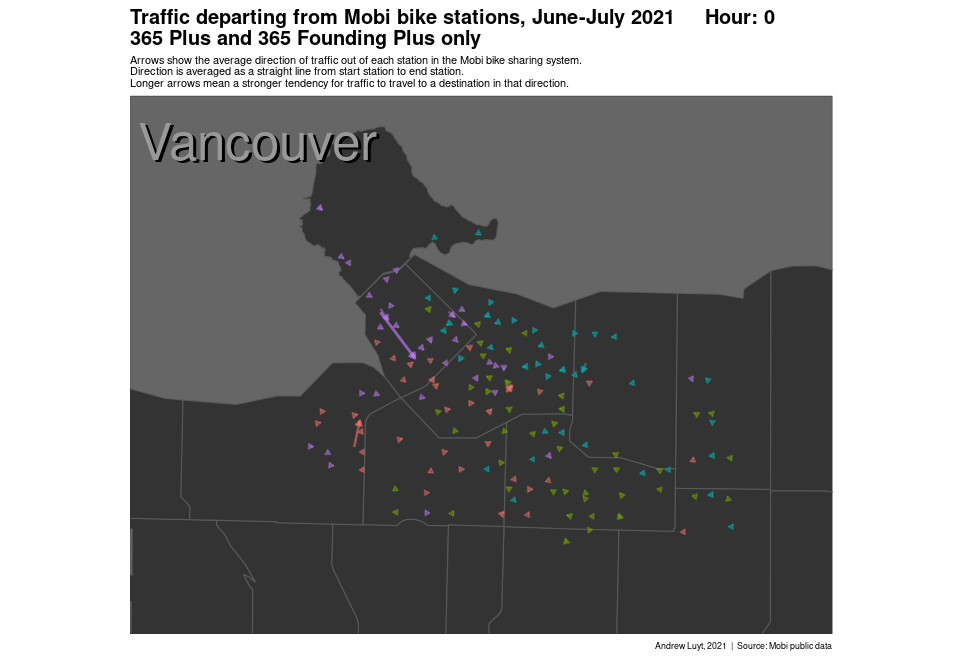 Traffic departing from Mobi bike stations, June-July 2021 Hour: 0
365 Plus and 365 Founding Plus only
Arrows show the average direction of traffic out of each station in the Mobi bike sharing system.
Direction is averaged as a straight line from start station to end station.
Longer arrows mean a stronger tendency for traffic to travel to a destination in that direction.
Vancouver
Andrew Luyt, 2021 | Source: Mobi public data